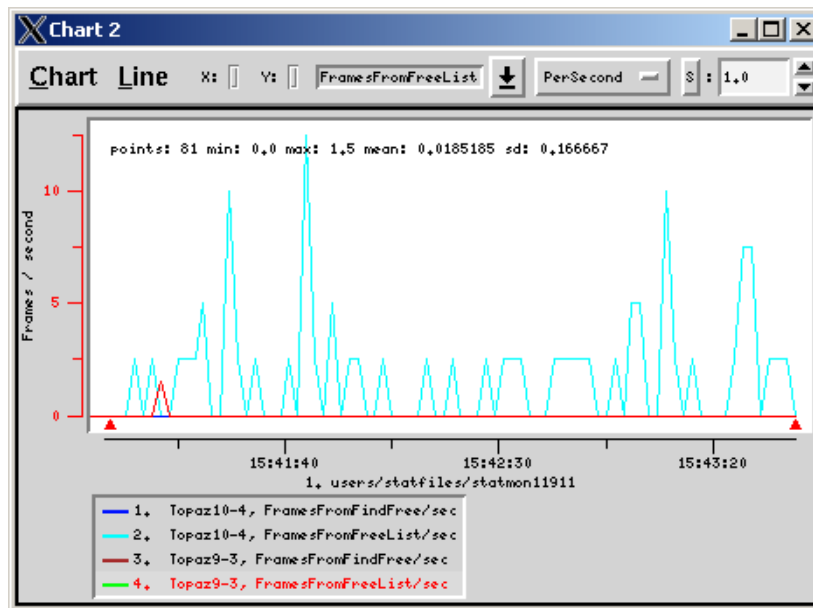 Chart 2
Chart Line X: Y: FramesFromFreeList PerSecond S : 1.0
points: 81 min: 0.0 max: 1.5 mean: 0.0185185 sd: 0.166667
10
5
0
Frames / second
15:41:40 15:42:30 15:43:20
1. users/statfiles/statmon11911
1. Topaz10-4, FramesFromFindFree/sec
2. Topaz10-4, FramesFromFreeList/sec
3. Topaz9-3, FramesFromFindFree/sec
4. Topaz9-3, FramesFromFreeList/sec